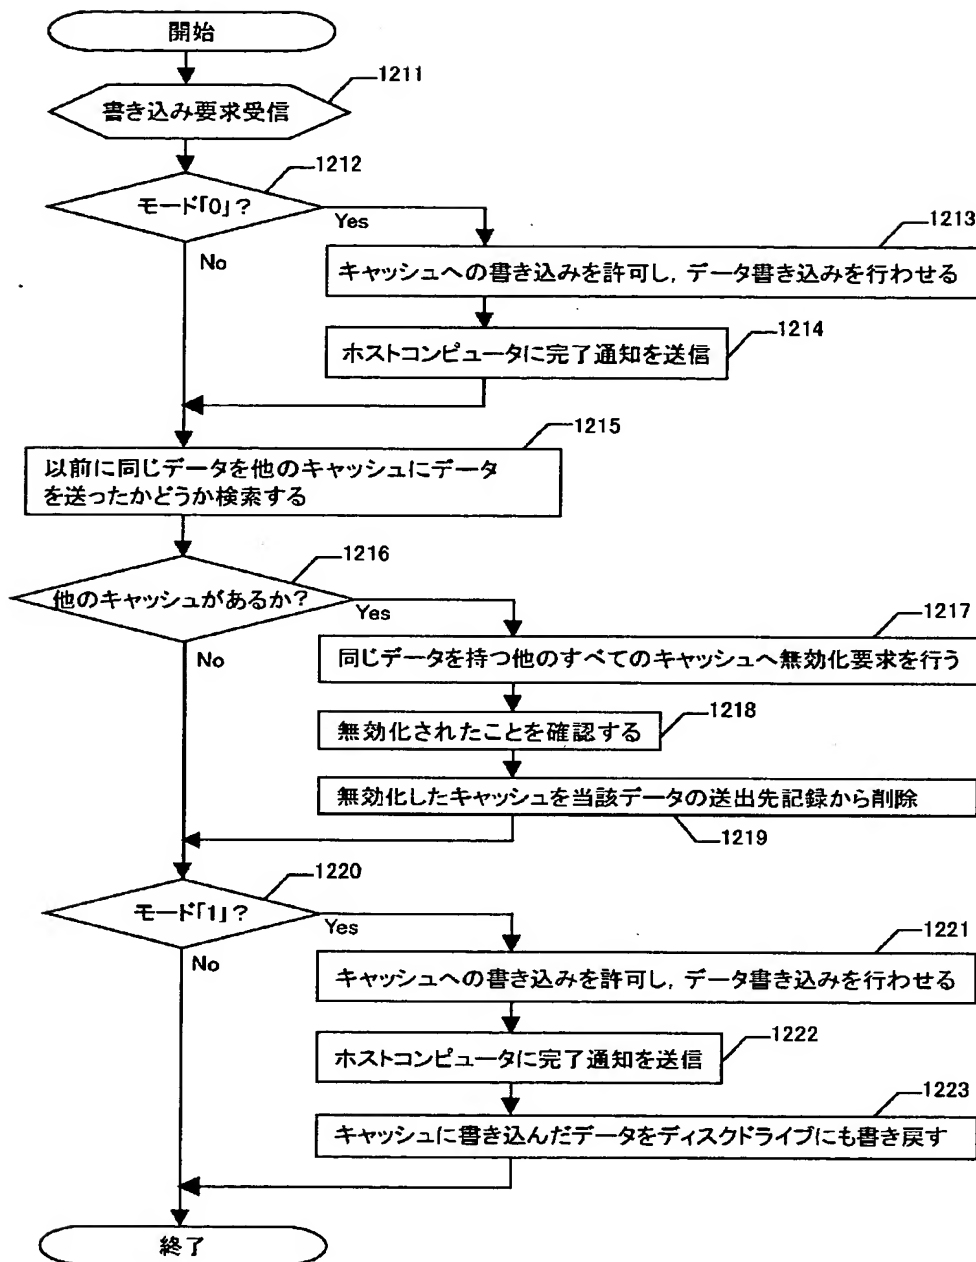 開始
1211
書き込み要求受信
1212
モード「0」?
Yes
No
1213
キャッシュへの書き込みを許可し, データ書き込みを行わせる
1214
ホストコンピュータに完了通知を送信
1215
以前に同じデータを他のキャッシュにデータ
を送ったかどうか検索する
1216
他のキャッシュがあるか?
Yes
No
1217
同じデータを持つ他のすべてのキャッシュへ無効化要求を行う
1218
無効化されたことを確認する
無効化したキャッシュを当該データの送出先記録から削除
1219
1220
モード「1」?
Yes
No
1221
キャッシュへの書き込みを許可し, データ書き込みを行わせる
1222
ホストコンピュータに完了通知を送信
1223
キャッシュに書き込んだデータをディスクドライブにも書き戻す
終了